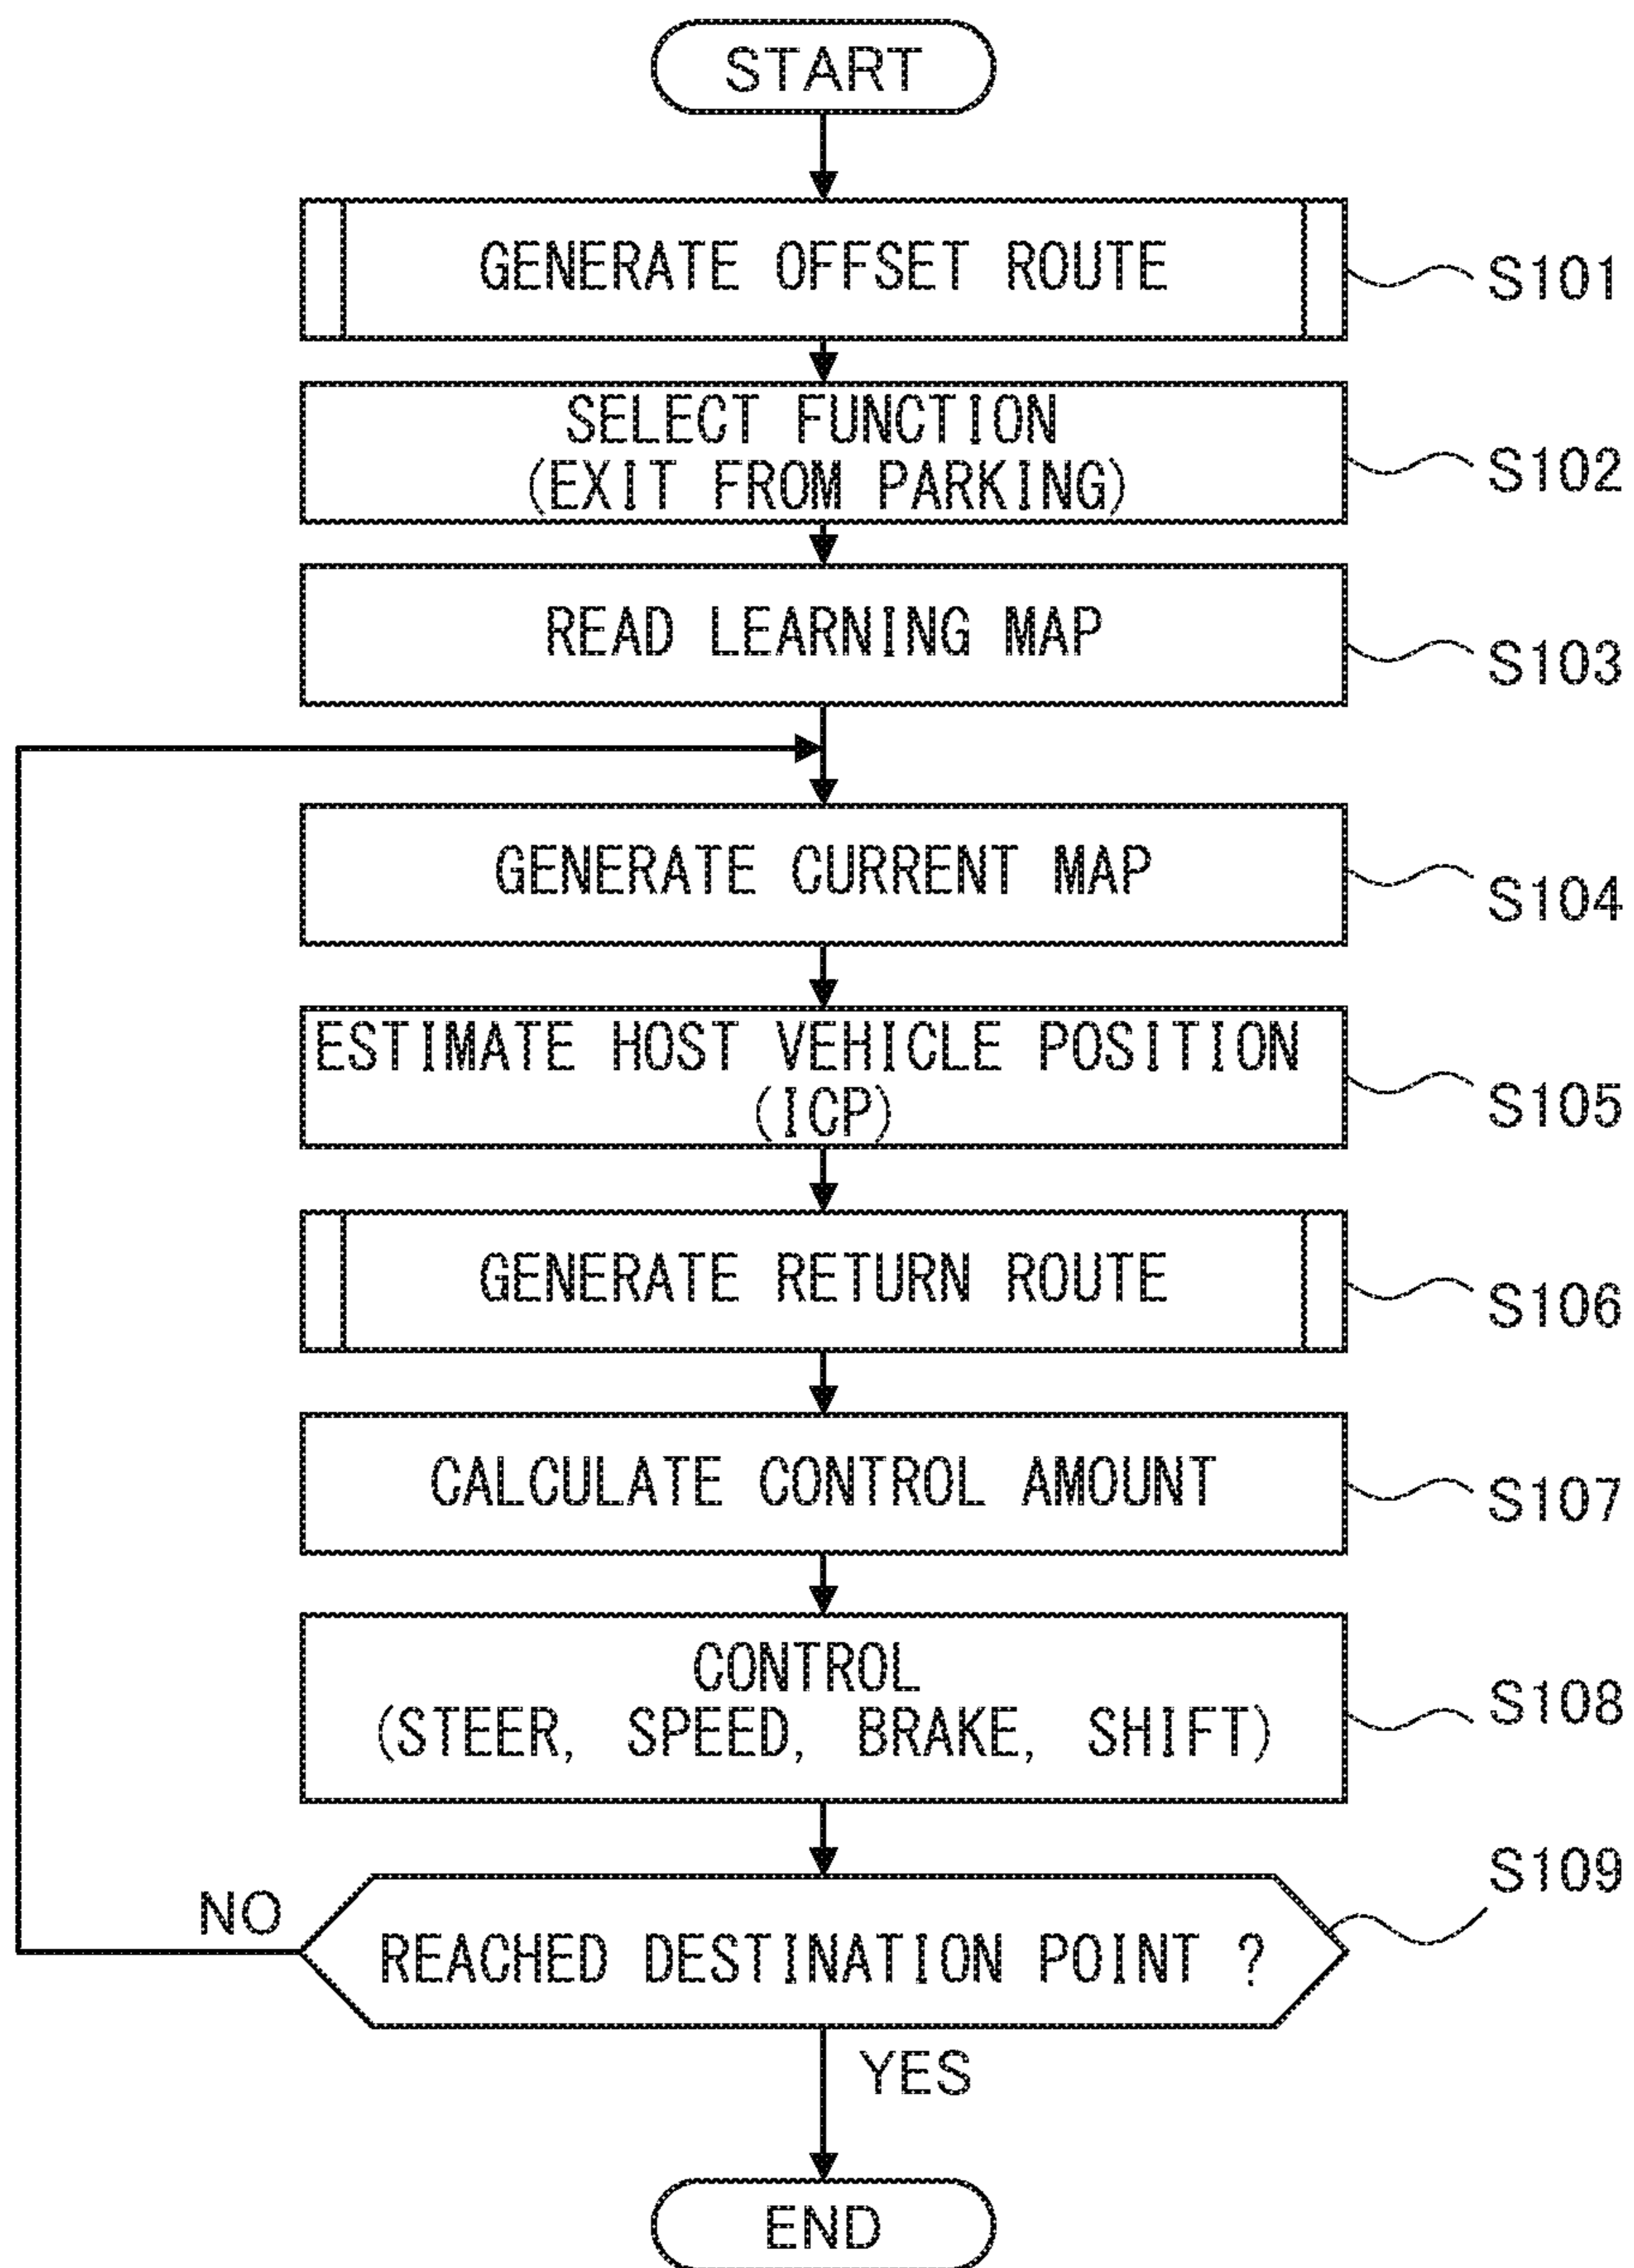 START
GENERATE OFFSET ROUTE
S101
SELECT FUNCTION
(EXIT FROM PARKING)
S102
READ LEARNING MAP
S103
GENERATE CURRENT MAP
S104
ESTIMATE HOST VEHICLE POSITION
(ICP)
S105
GENERATE RETURN ROUTE
S106
CALCULATE CONTROL AMOUNT
S107
CONTROL
(STEER, SPEED, BRAKE, SHIFT)
S108
S109
NO
REACHED DESTINATION POINT ?
YES
END